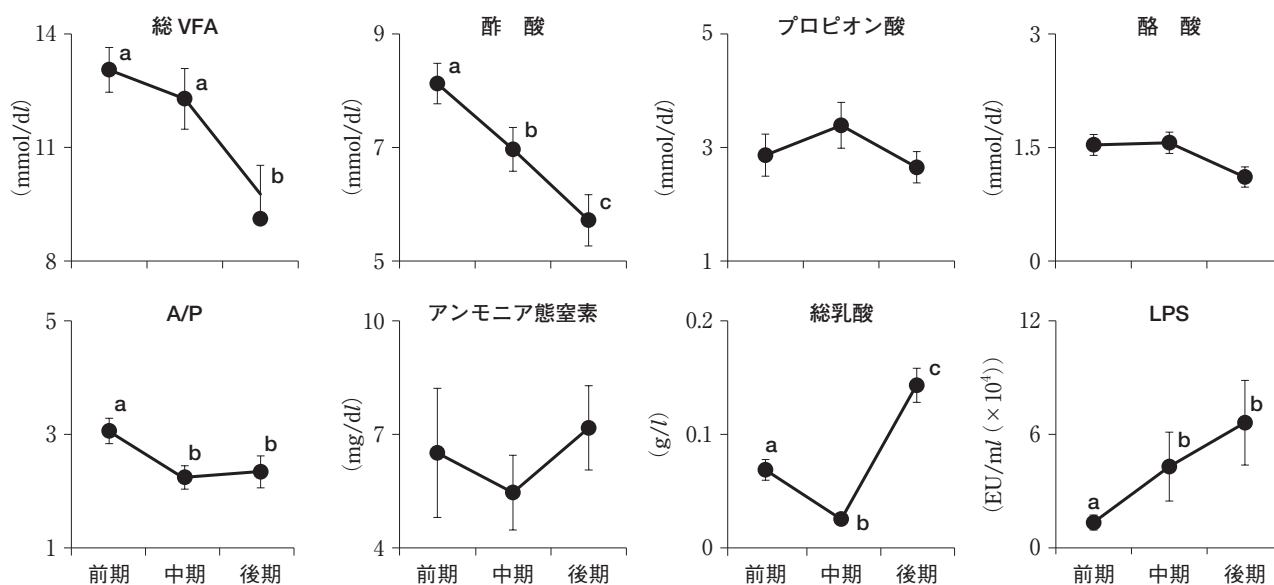 総 VFA
14
a
a
11
b
8
(mmol/dl)
酢 酸
9
a
7
b
c
5
(mmol/dl)
プロピオン酸
5
3
1
(mmol/dl)
酪 酸
3
1.5
0
(mmol/dl)
A/P
5
a
3
b
b
1
前期 中期 後期
アンモニア態窒素
10
7
4
(mg/dl)
前期 中期 後期
総乳酸
0.2
c
0.1
a
b
0
(g/l)
前期 中期 後期
LPS
12
b
6
b
a
0
(EU/ml (×10⁴))
前期 中期 後期